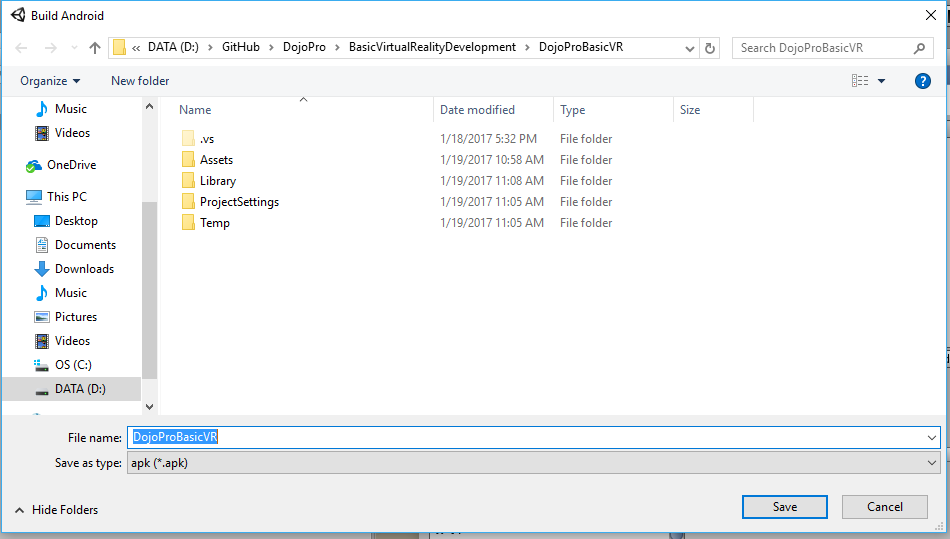 Build Android
« DATA (D:) > GitHub > DojoPro > BasicVirtualRealityDevelopment > DojoProBasicVR
Search DojoProBasicVR
Organize
New folder
Music
Videos
OneDrive
This PC
Desktop
Documents
Downloads
Music
Pictures
Videos
OS (C:)
DATA (D:)
Name Date modified Type Size
.vs 1/18/2017 5:32 PM File folder
Assets 1/19/2017 10:58 AM File folder
Library 1/19/2017 11:08 AM File folder
ProjectSettings 1/19/2017 11:05 AM File folder
Temp 1/19/2017 11:05 AM File folder
File name: DojoProBasicVR
Save as type: apk (*.apk)
Hide Folders
Save
Cancel